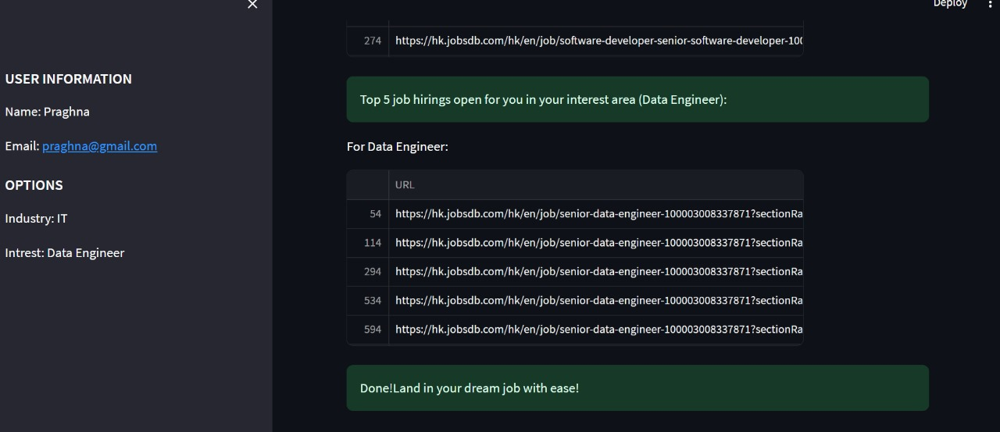 Deploy
USER INFORMATION
Name: Praghna
Email: praghna@gmail.com
OPTIONS
Industry: IT
Intrest: Data Engineer
274 https://hk.jobsdb.com/hk/en/job/software-developer-senior-software-developer-100
Top 5 job hirings open for you in your interest area (Data Engineer):
For Data Engineer:
URL
54 https://hk.jobsdb.com/hk/en/job/senior-data-engineer-100003008337871?sectionRa
114 https://hk.jobsdb.com/hk/en/job/senior-data-engineer-100003008337871?sectionRa
294 https://hk.jobsdb.com/hk/en/job/senior-data-engineer-100003008337871?sectionRa
534 https://hk.jobsdb.com/hk/en/job/senior-data-engineer-100003008337871?sectionRa
594 https://hk.jobsdb.com/hk/en/job/senior-data-engineer-100003008337871?sectionRa
Done!Land in your dream job with ease!